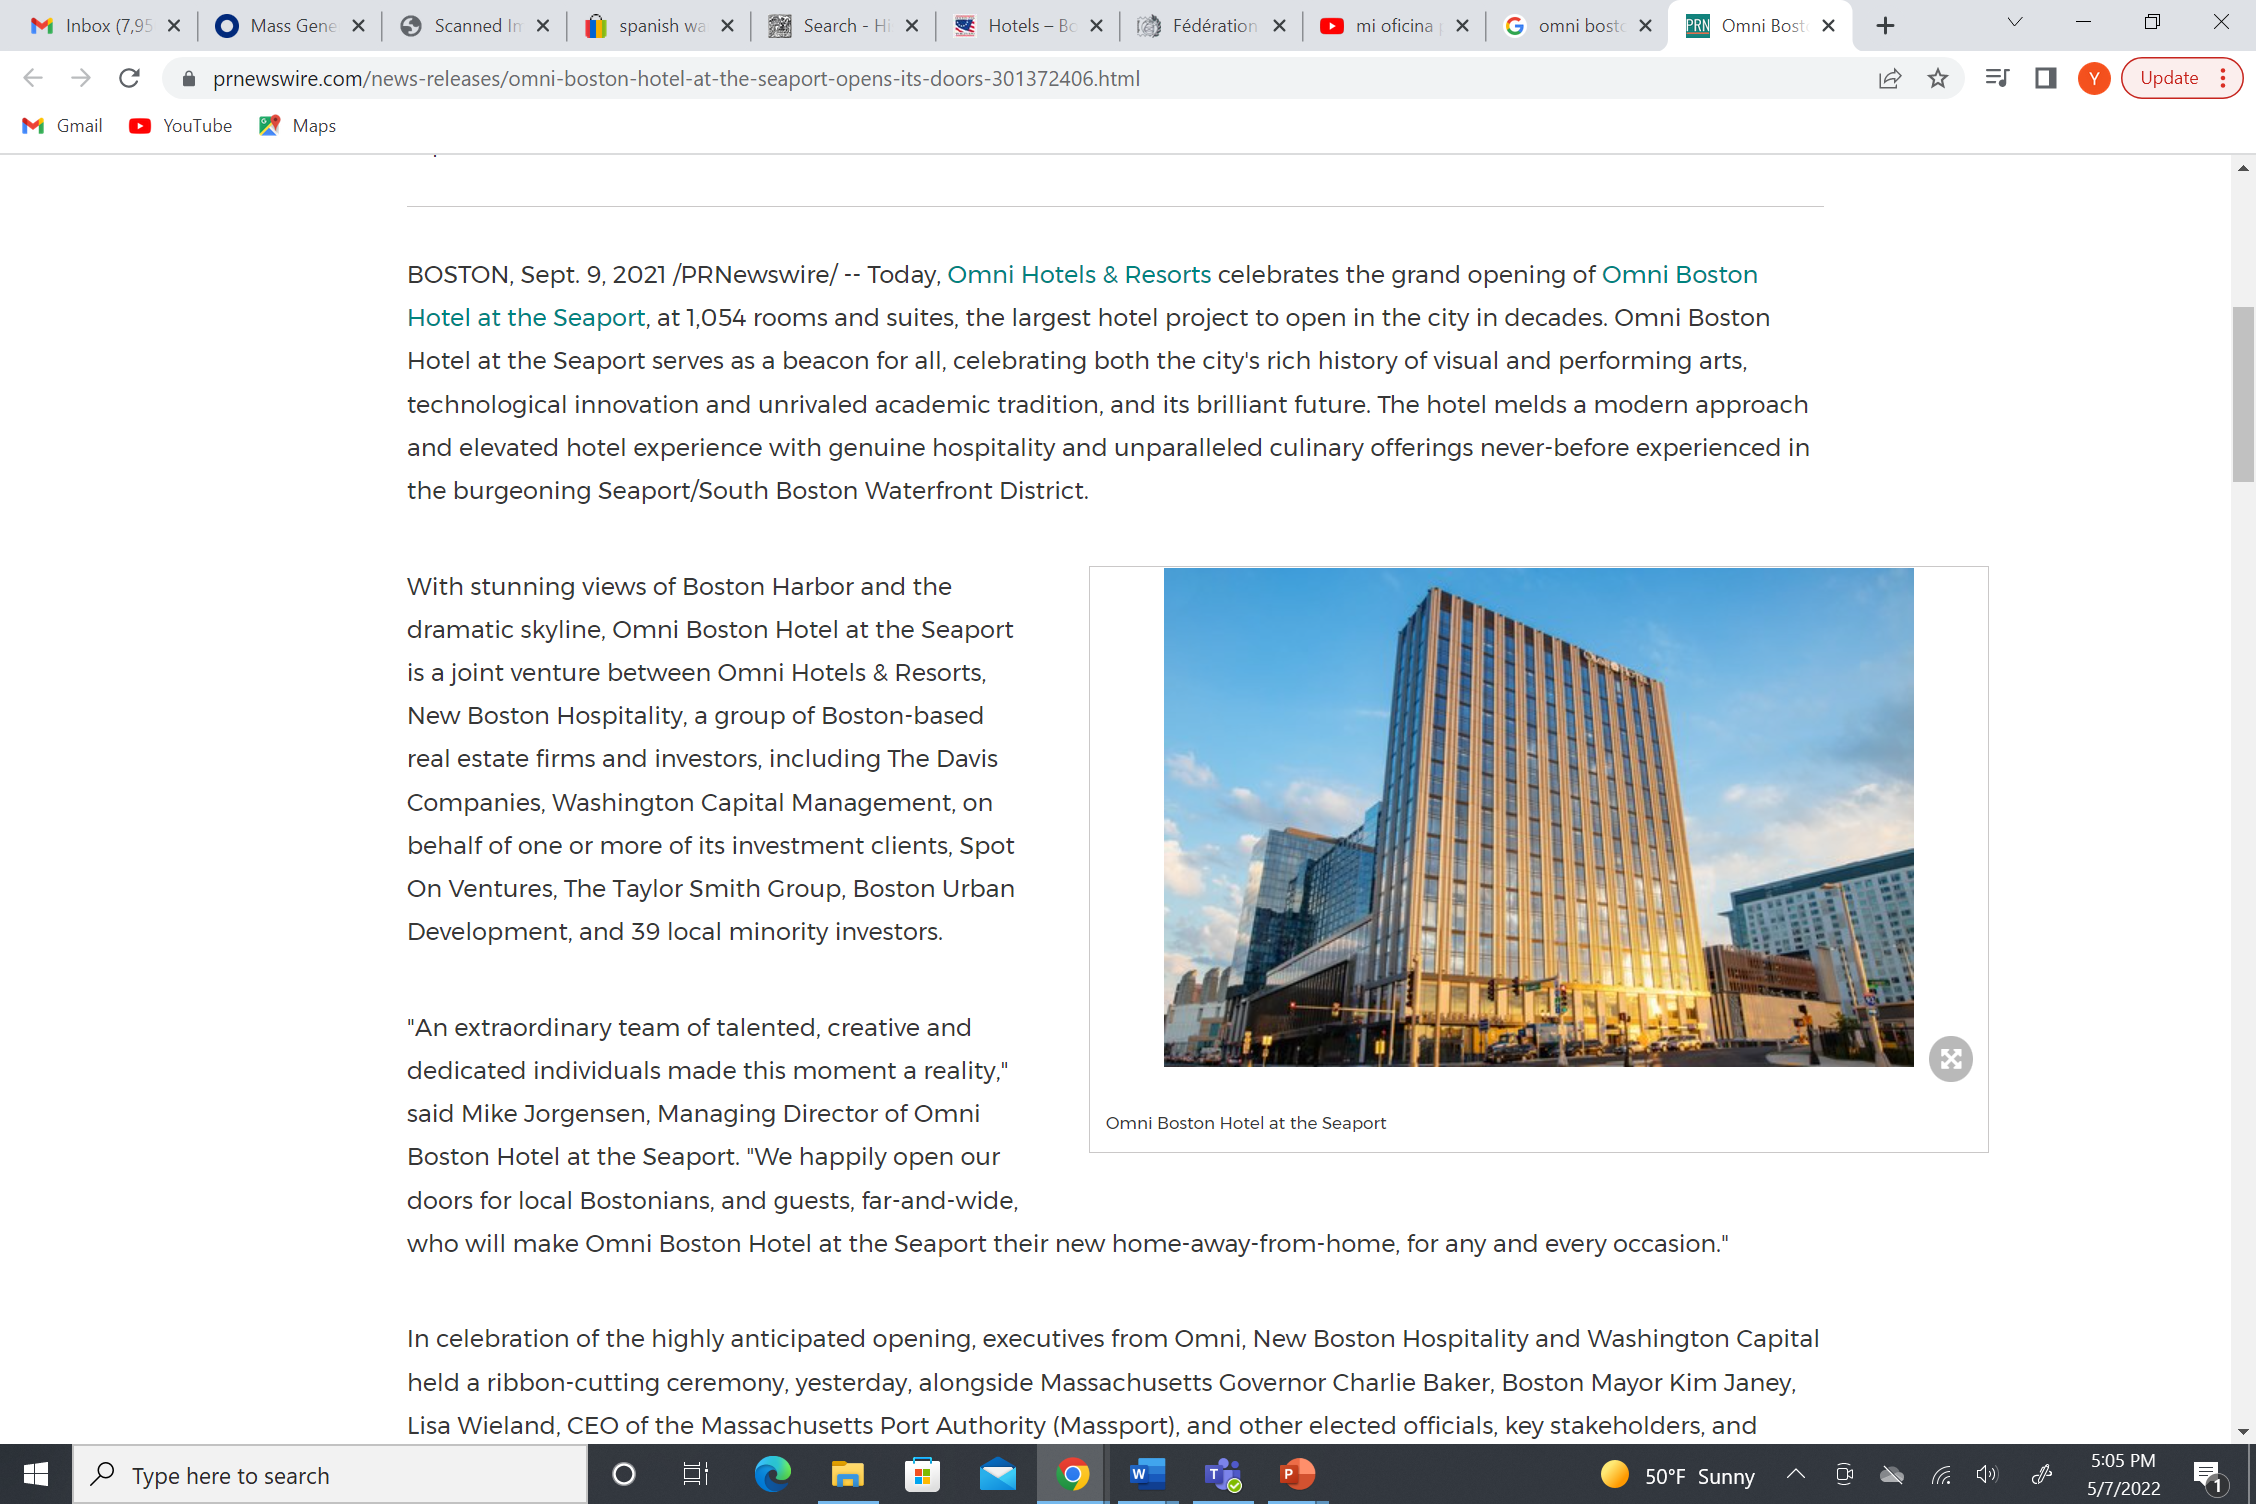 Inbox (7,95
Mass Gene
Scanned Im
spanish wa
Search - Hi
Hotels – Bo
Fédération
mi oficina p
omni bosto
PRN
Omni Bost
prnewswire.com/news-releases/omni-boston-hotel-at-the-seaport-opens-its-doors-301372406.html
Y
Update
Gmail
YouTube
Maps
BOSTON, Sept. 9, 2021 /PRNewswire/ -- Today, Omni Hotels & Resorts celebrates the grand opening of Omni Boston
Hotel at the Seaport, at 1,054 rooms and suites, the largest hotel project to open in the city in decades. Omni Boston
Hotel at the Seaport serves as a beacon for all, celebrating both the city's rich history of visual and performing arts,
technological innovation and unrivaled academic tradition, and its brilliant future. The hotel melds a modern approach
and elevated hotel experience with genuine hospitality and unparalleled culinary offerings never-before experienced in
the burgeoning Seaport/South Boston Waterfront District.
With stunning views of Boston Harbor and the
dramatic skyline, Omni Boston Hotel at the Seaport
is a joint venture between Omni Hotels & Resorts,
New Boston Hospitality, a group of Boston-based
real estate firms and investors, including The Davis
Companies, Washington Capital Management, on
behalf of one or more of its investment clients, Spot
On Ventures, The Taylor Smith Group, Boston Urban
Development, and 39 local minority investors.
Omni Boston Hotel at the Seaport
"An extraordinary team of talented, creative and
dedicated individuals made this moment a reality,"
said Mike Jorgensen, Managing Director of Omni
Boston Hotel at the Seaport. "We happily open our
doors for local Bostonians, and guests, far-and-wide,
who will make Omni Boston Hotel at the Seaport their new home-away-from-home, for any and every occasion."
In celebration of the highly anticipated opening, executives from Omni, New Boston Hospitality and Washington Capital
held a ribbon-cutting ceremony, yesterday, alongside Massachusetts Governor Charlie Baker, Boston Mayor Kim Janey,
Lisa Wieland, CEO of the Massachusetts Port Authority (Massport), and other elected officials, key stakeholders, and
Type here to search
50°F Sunny
5:05 PM
5/7/2022
1